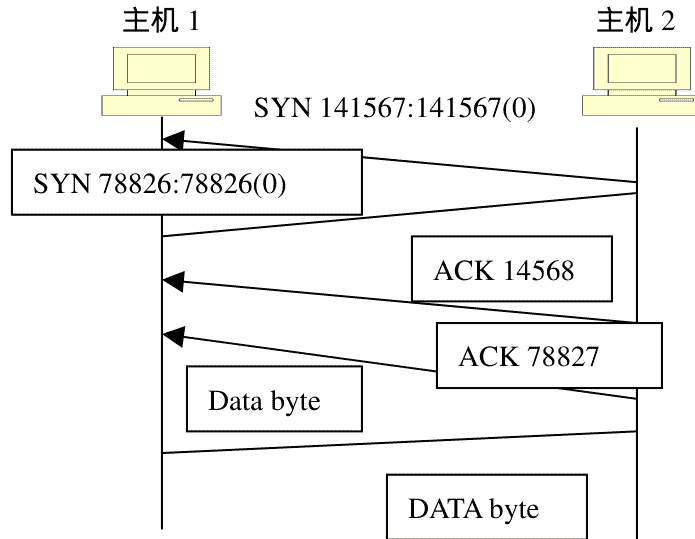 主机 1
主机 2
SYN 141567:141567(0)
SYN 78826:78826(0)
ACK 14568
ACK 78827
Data byte
DATA byte